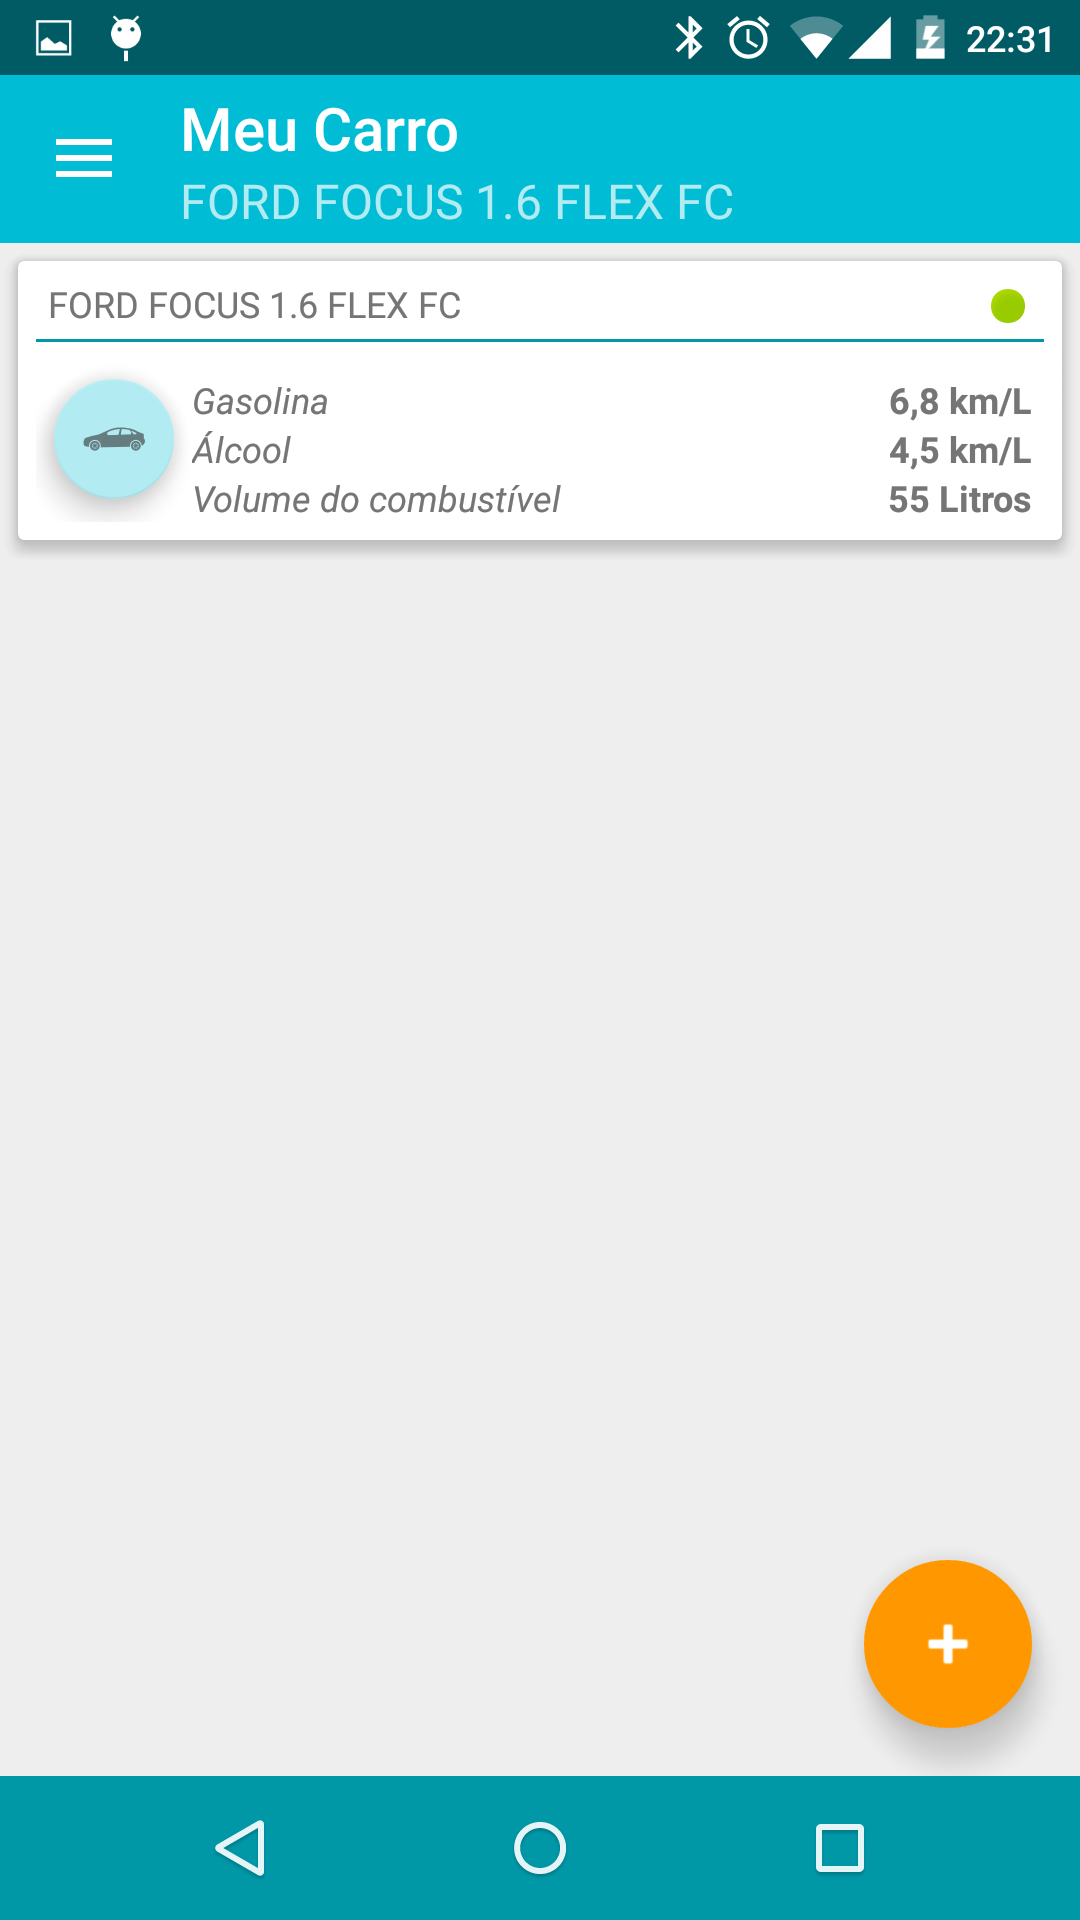 22:31
Meu Carro
FORD FOCUS 1.6 FLEX FC
FORD FOCUS 1.6 FLEX FC
Gasolina 6,8 km/L
Álcool 4,5 km/L
Volume do combustível 55 Litros